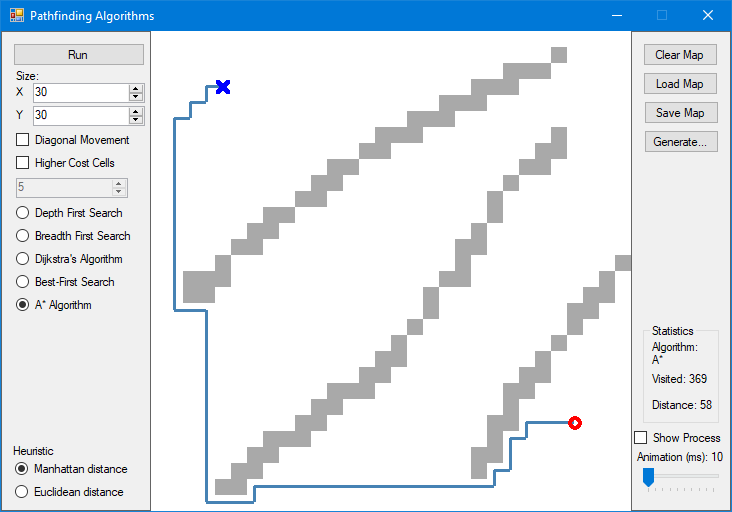 Pathfinding Algorithms
Run
Size:
X 30
Y 30
Diagonal Movement
Higher Cost Cells
5
Depth First Search
Breadth First Search
Dijkstra's Algorithm
Best-First Search
A* Algorithm
Heuristic
Manhattan distance
Euclidean distance
Clear Map
Load Map
Save Map
Generate...
Statistics
Algorithm:
A*
Visited: 369
Distance: 58
Show Process
Animation (ms): 10